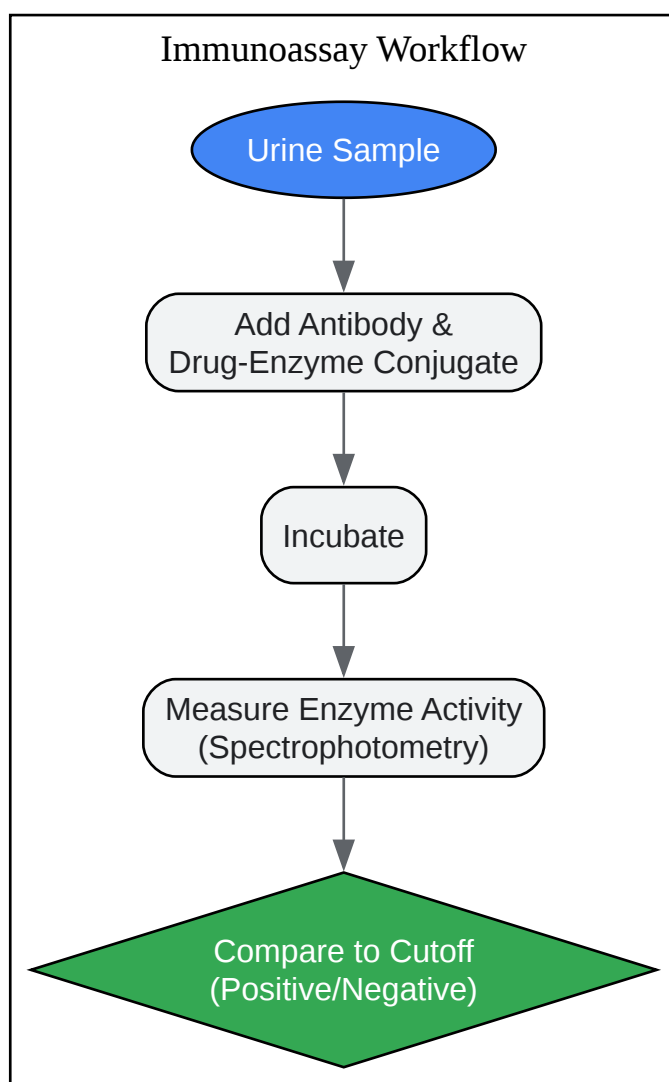 Immunoassay Workflow
Urine Sample
Add Antibody &
Drug-Enzyme Conjugate
Incubate
Measure Enzyme Activity
(Spectrophotometry)
Compare to Cutoff
(Positive/Negative)